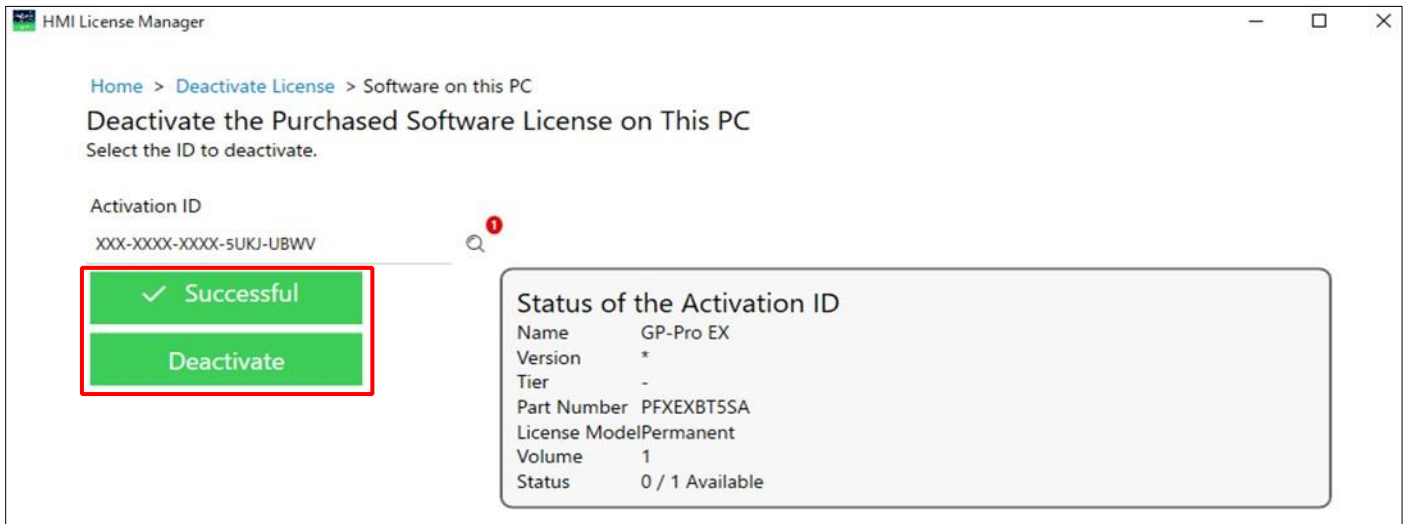 HMI License Manager
Home > Deactivate License > Software on this PC
Deactivate the Purchased Software License on This PC
Select the ID to deactivate.
Activation ID
XXX-XXXX-XXXX-5UKJ-UBWV
1
Successful
Deactivate
Status of the Activation ID
Name GP-Pro EX
Version *
Tier -
Part Number PFXEXBT5SA
License Model Permanent
Volume 1
Status 0 / 1 Available